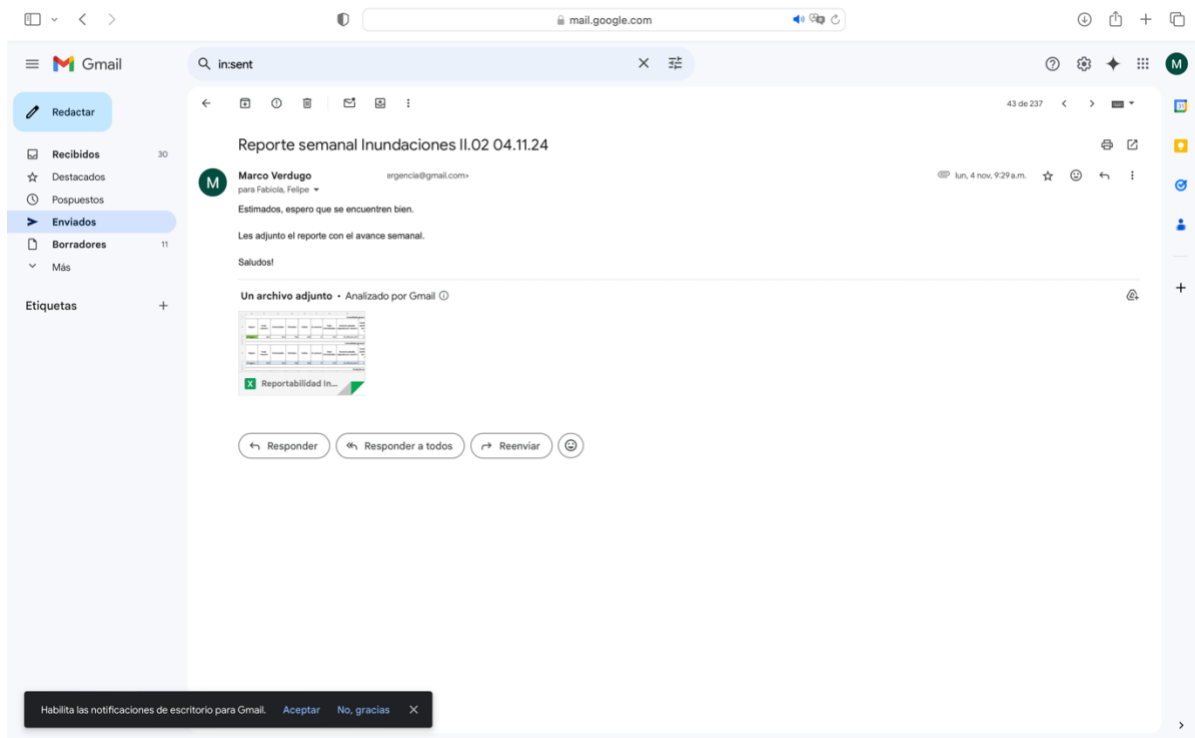 mail.google.com
Gmail
in:sent
M
Redactar
43 de 237
Recibidos 30
Destacados
Pospuestos
Enviados
Borradores 11
Más
Etiquetas
Reporte semanal Inundaciones II.02 04.11.24
M
Marco Verdugo ergencia@gmail.com>
lun, 4 nov, 9:29 a.m.
para Fabíola, Felipe
Estimados, espero que se encuentren bien.
Les adjunto el reporte con el avance semanal.
Saludos!
Un archivo adjunto • Analizado por Gmail
X Reportabilidad In...
Responder
Responder a todos
Reenviar
Habilita las notificaciones de escritorio para Gmail. Aceptar No, gracias